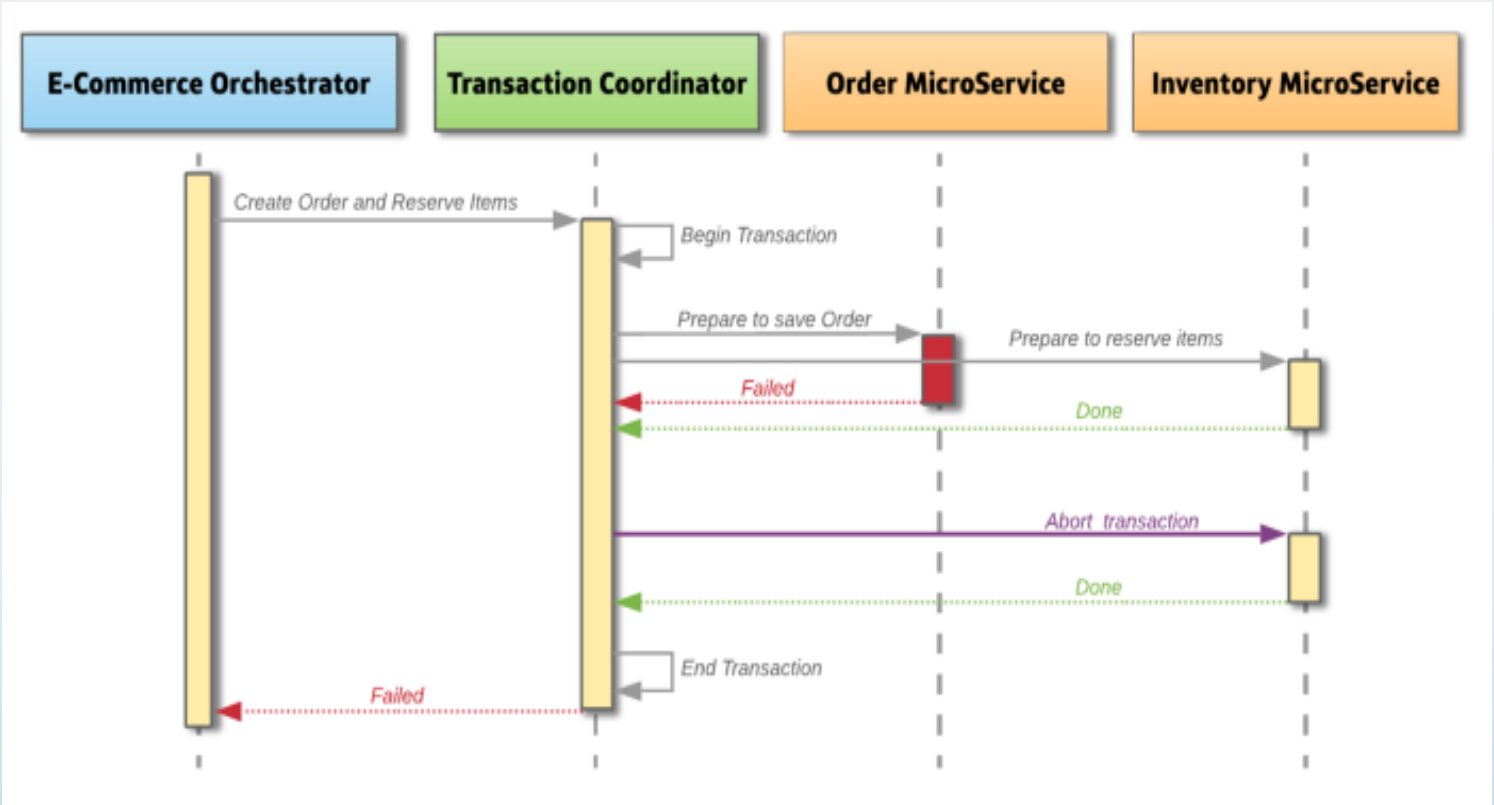 E-Commerce Orchestrator
Transaction Coordinator
Order MicroService
Inventory MicroService
Create Order and Reserve Items
Begin Transaction
Prepare to save Order
Prepare to reserve items
Failed
Done
Abort transaction
Done
End Transaction
Failed